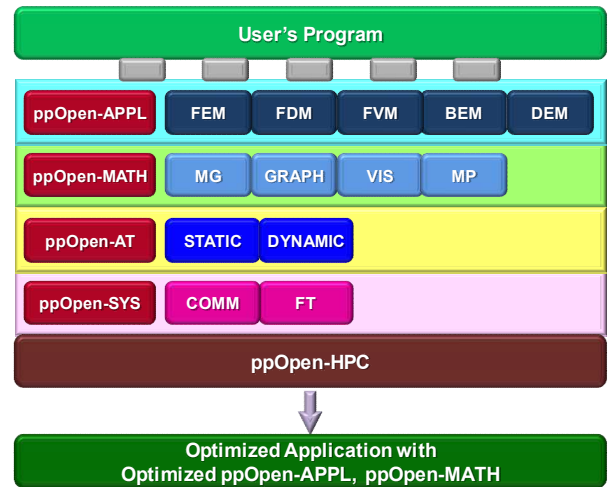 User's Program
ppOpen-APPL FEM FDM FVM BEM DEM
ppOpen-MATH MG GRAPH VIS MP
ppOpen-AT STATIC DYNAMIC
ppOpen-SYS COMM FT
ppOpen-HPC
Optimized Application with
Optimized ppOpen-APPL, ppOpen-MATH